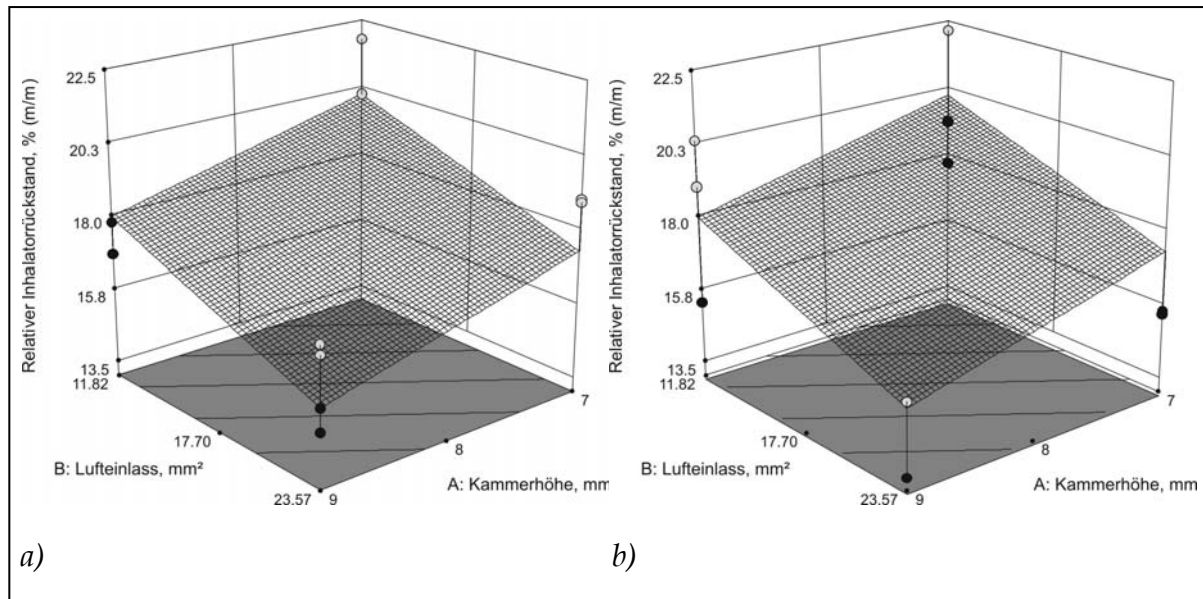 Relativer Inhalatorrückstand, % (m/m)
22.5
20.3
18.0
15.8
13.5
11.82
17.70
23.57
B: Lufteinlass, mm²
9
8
7
A: Kammerhöhe, mm
a)
Relativer Inhalatorrückstand, % (m/m)
22.5
20.3
18.0
15.8
13.5
11.82
17.70
23.57
B: Lufteinlass, mm²
9
8
7
A: Kammerhöhe, mm
b)